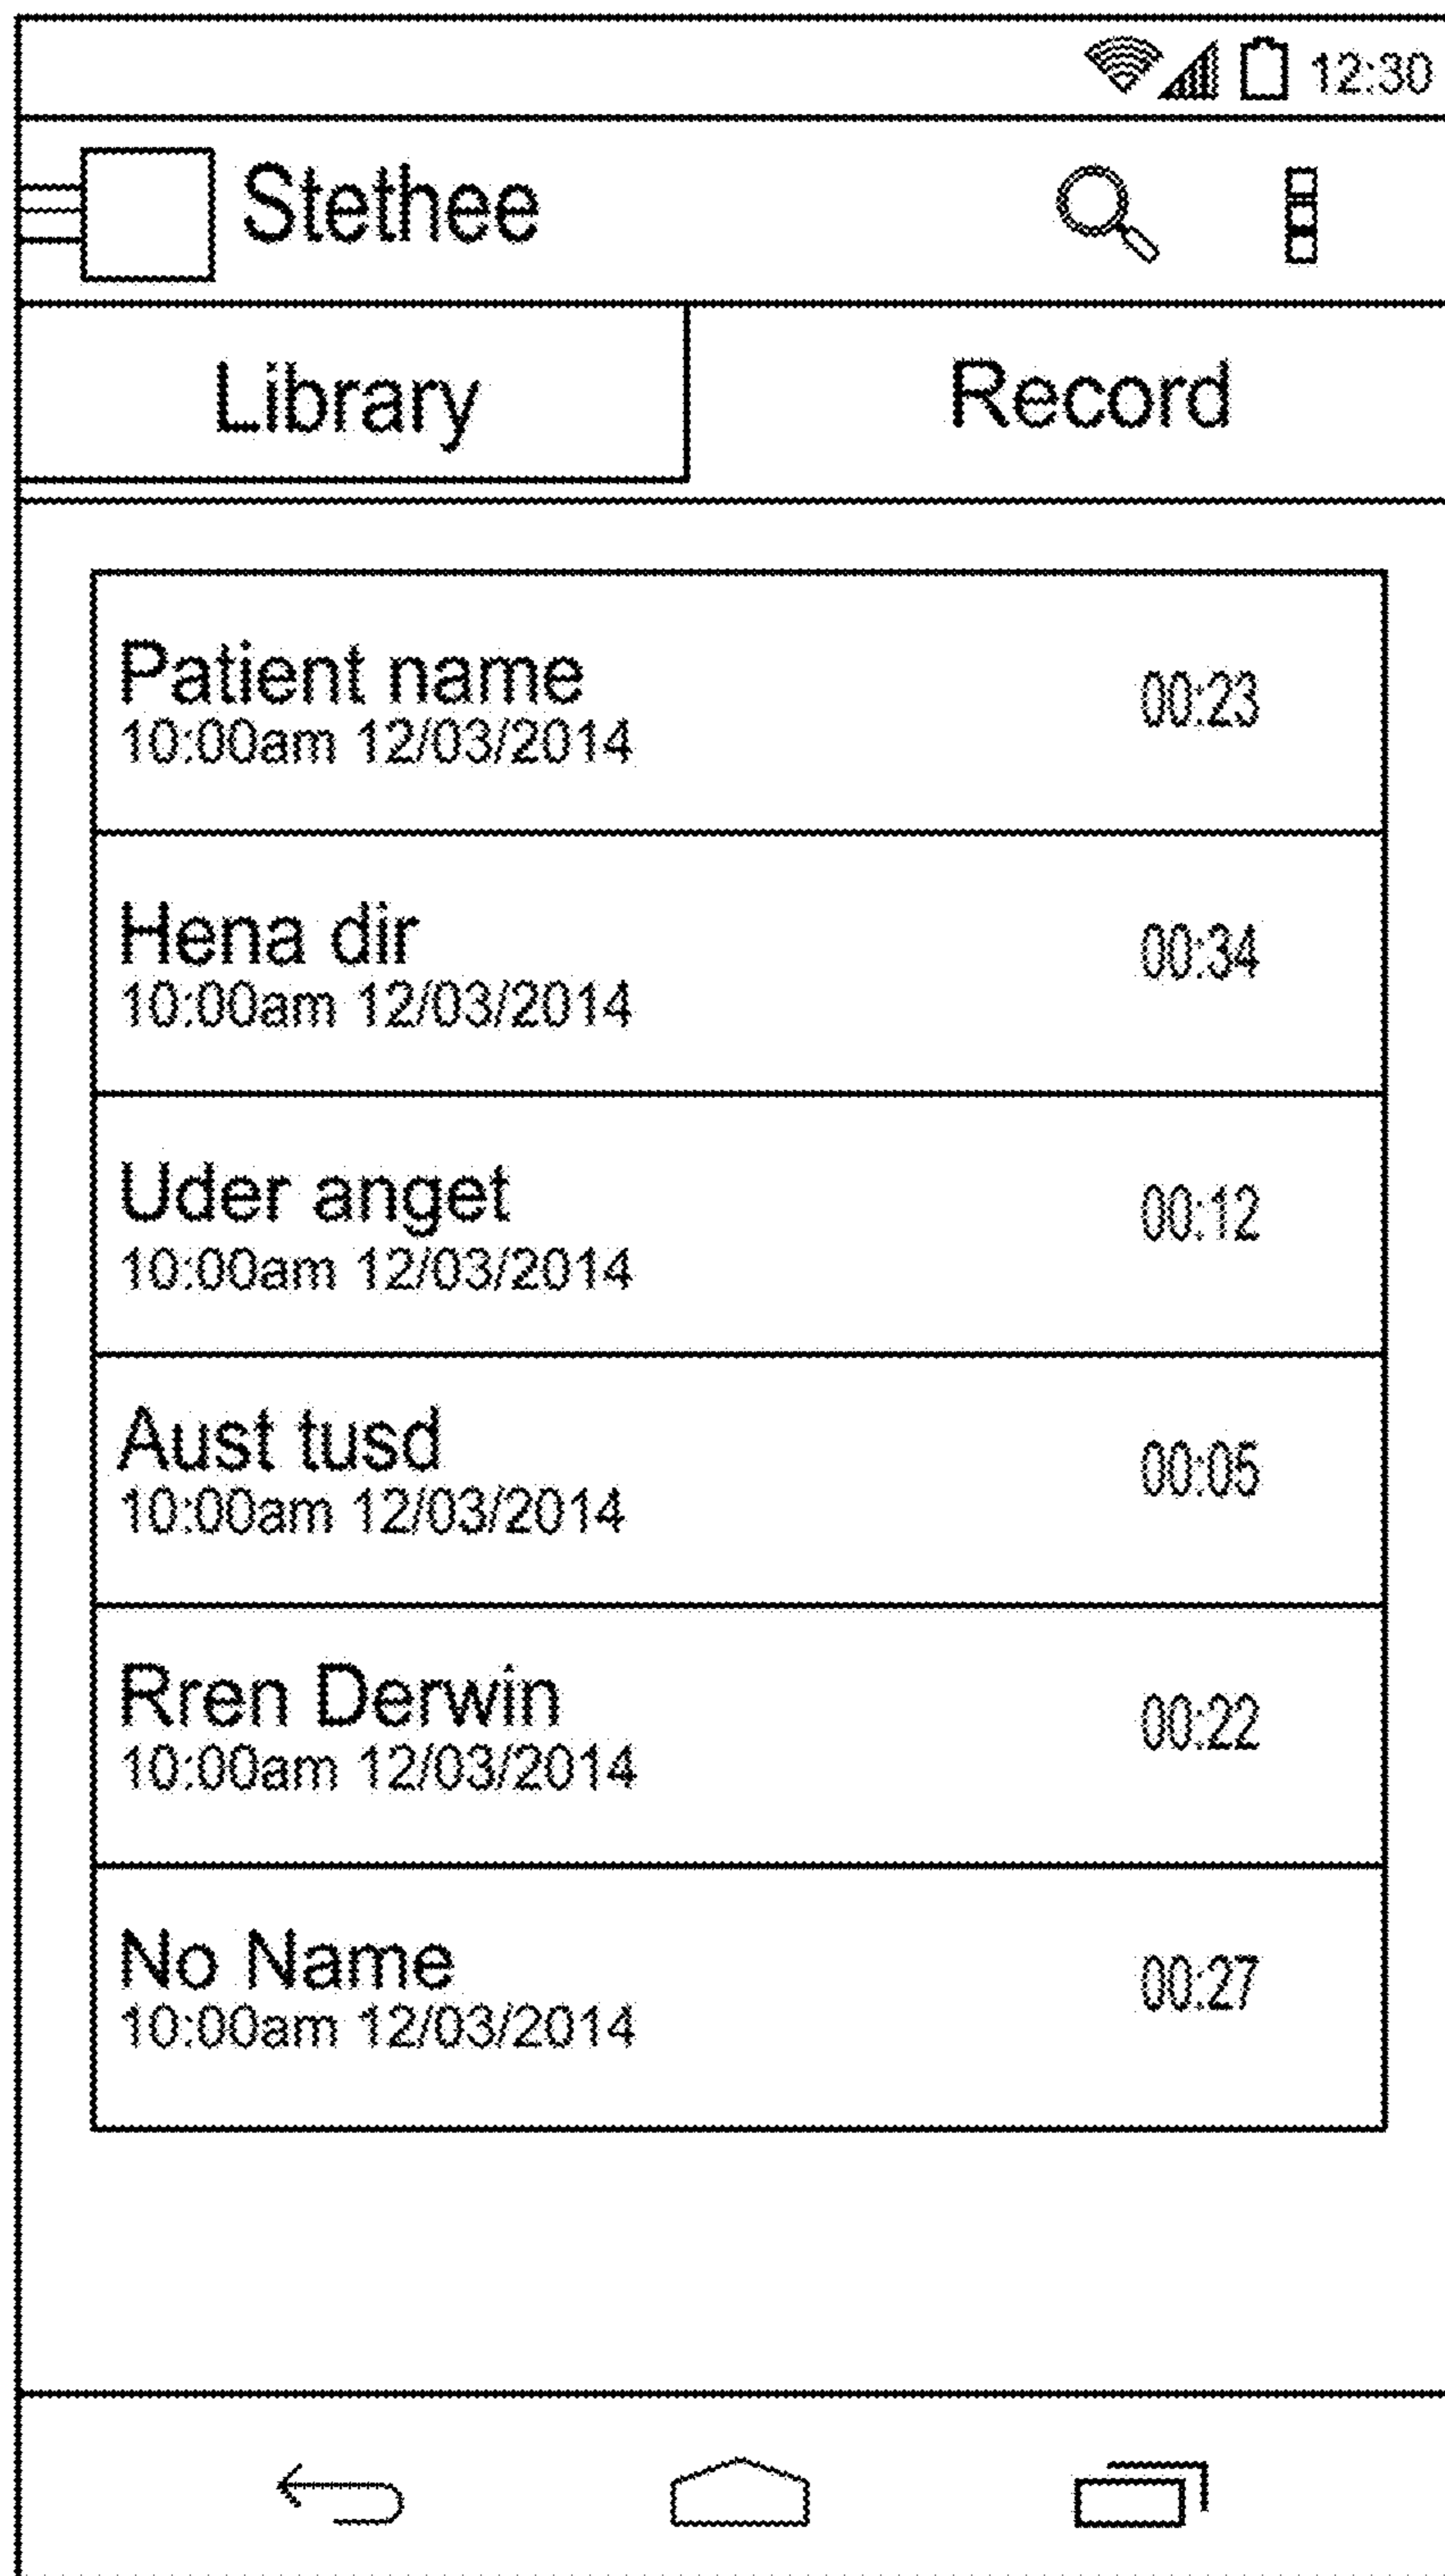 12:30
Stethee
Library Record
Patient name
10:00am 12/03/2014
00:23
Hena dir
10:00am 12/03/2014
00:34
Uder anget
10:00am 12/03/2014
00:12
Aust tusd
10:00am 12/03/2014
00:05
Rren Derwin
10:00am 12/03/2014
00:22
No Name
10:00am 12/03/2014
00:27